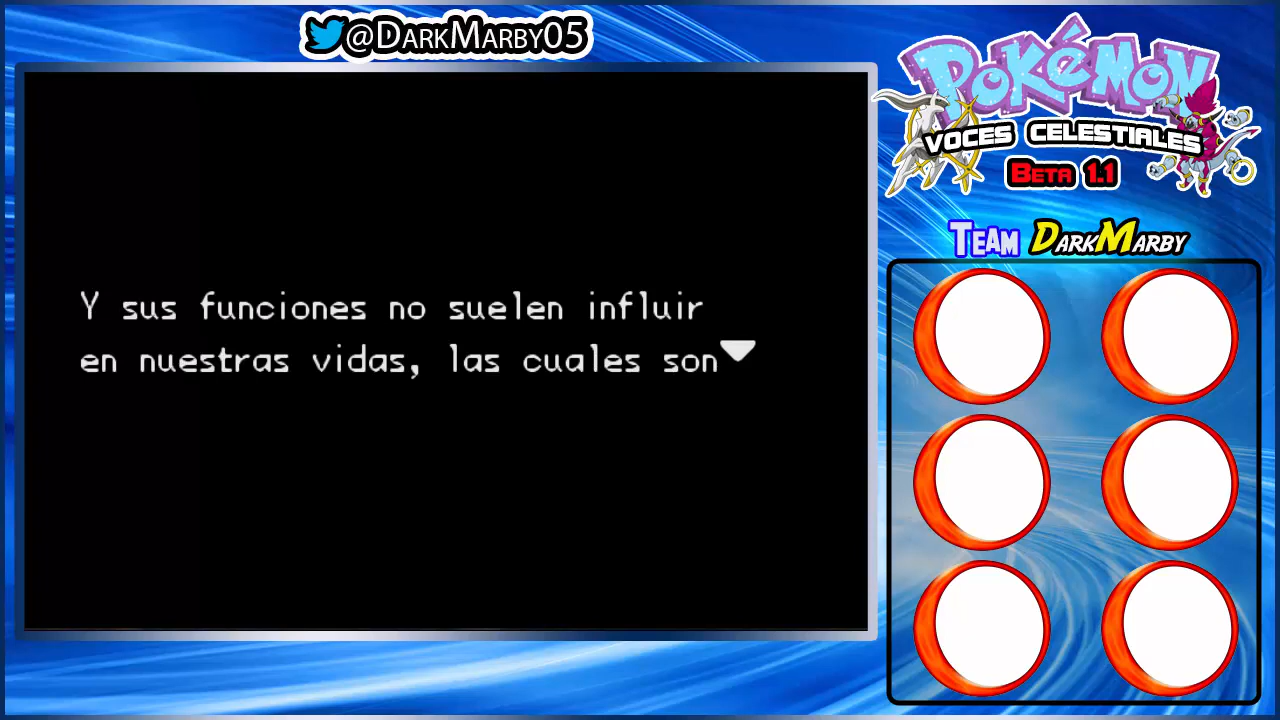 @DarkMarby05
Pokémon
Voces Celestiales
Beta 1.1
Team DarkMarby
Y sus funciones no suelen influir
en nuestras vidas, las cuales son